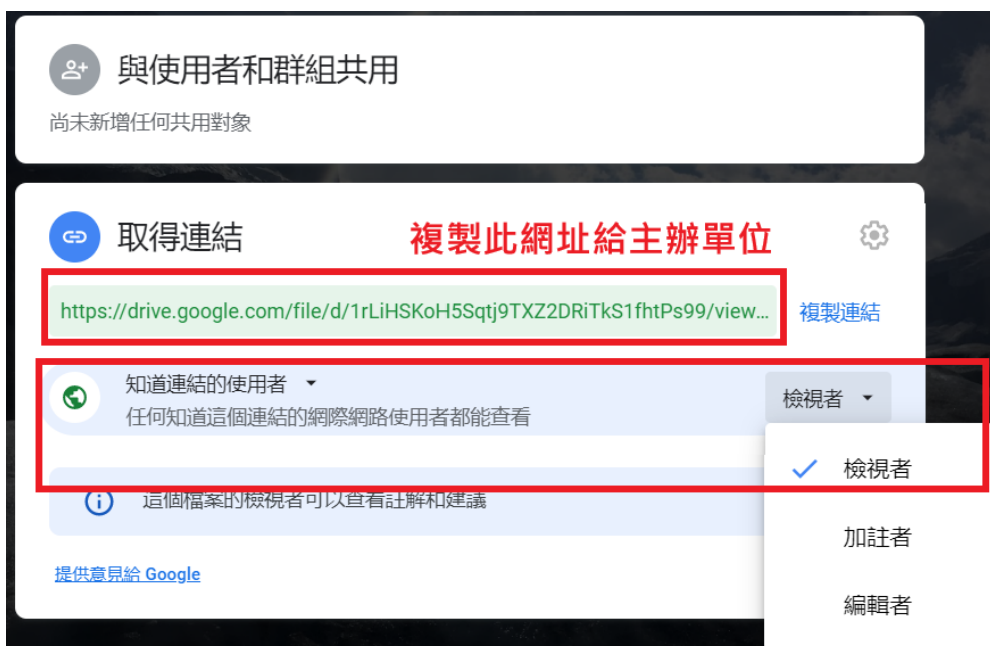 與使用者和群組共用
尚未新增任何共用對象
取得連結
複製此網址給主辦單位
https://drive.google.com/file/d/1rLiHSKoH5Sqtj9TXZ2DRiTkS1fhtPs99/view...
複製連結
知道連結的使用者
任何知道這個連結的網際網路使用者都能查看
檢視者
檢視者
這個檔案的檢視者可以查看註解和建議
加註者
提供意見給 Google
編輯者